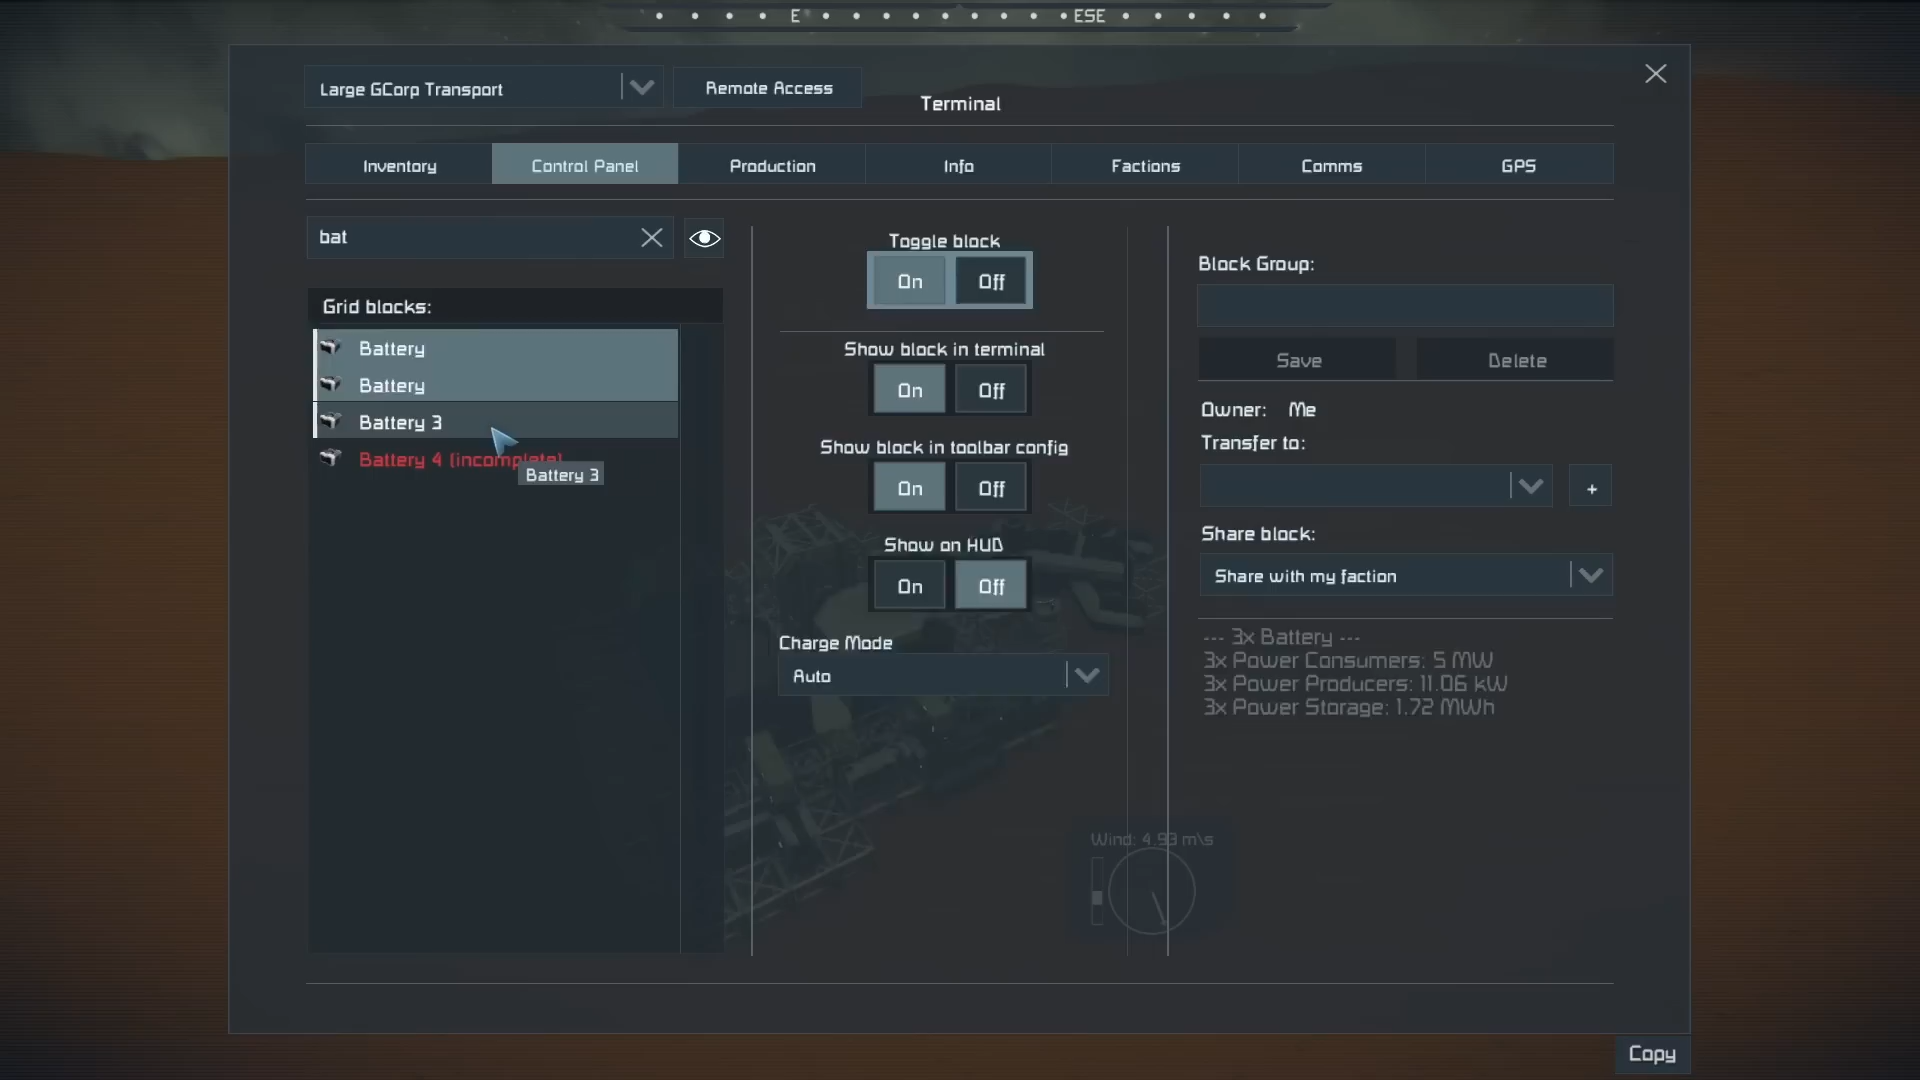 E
ESE
Large GCorp Transport
Remote Access
Terminal
Inventory
Control Panel
Production
Info
Factions
Comms
GPS
bat
Grid blocks:
Battery
Battery
Battery 3
Battery 4 (incomplete)
Battery 3
Toggle block
On
Off
Show block in terminal
On
Off
Show block in toolbar config
On
Off
Show on HUD
On
Off
Charge Mode
Auto
Block Group:
Save
Delete
Owner: Me
Transfer to:
+
Share block:
Share with my faction
--- 3x Battery ---
3x Power Consumers: 5 MW
3x Power Producers: 11.06 kW
3x Power Storage: 1.72 MWh
Wind: 4.93 m\s
Copy